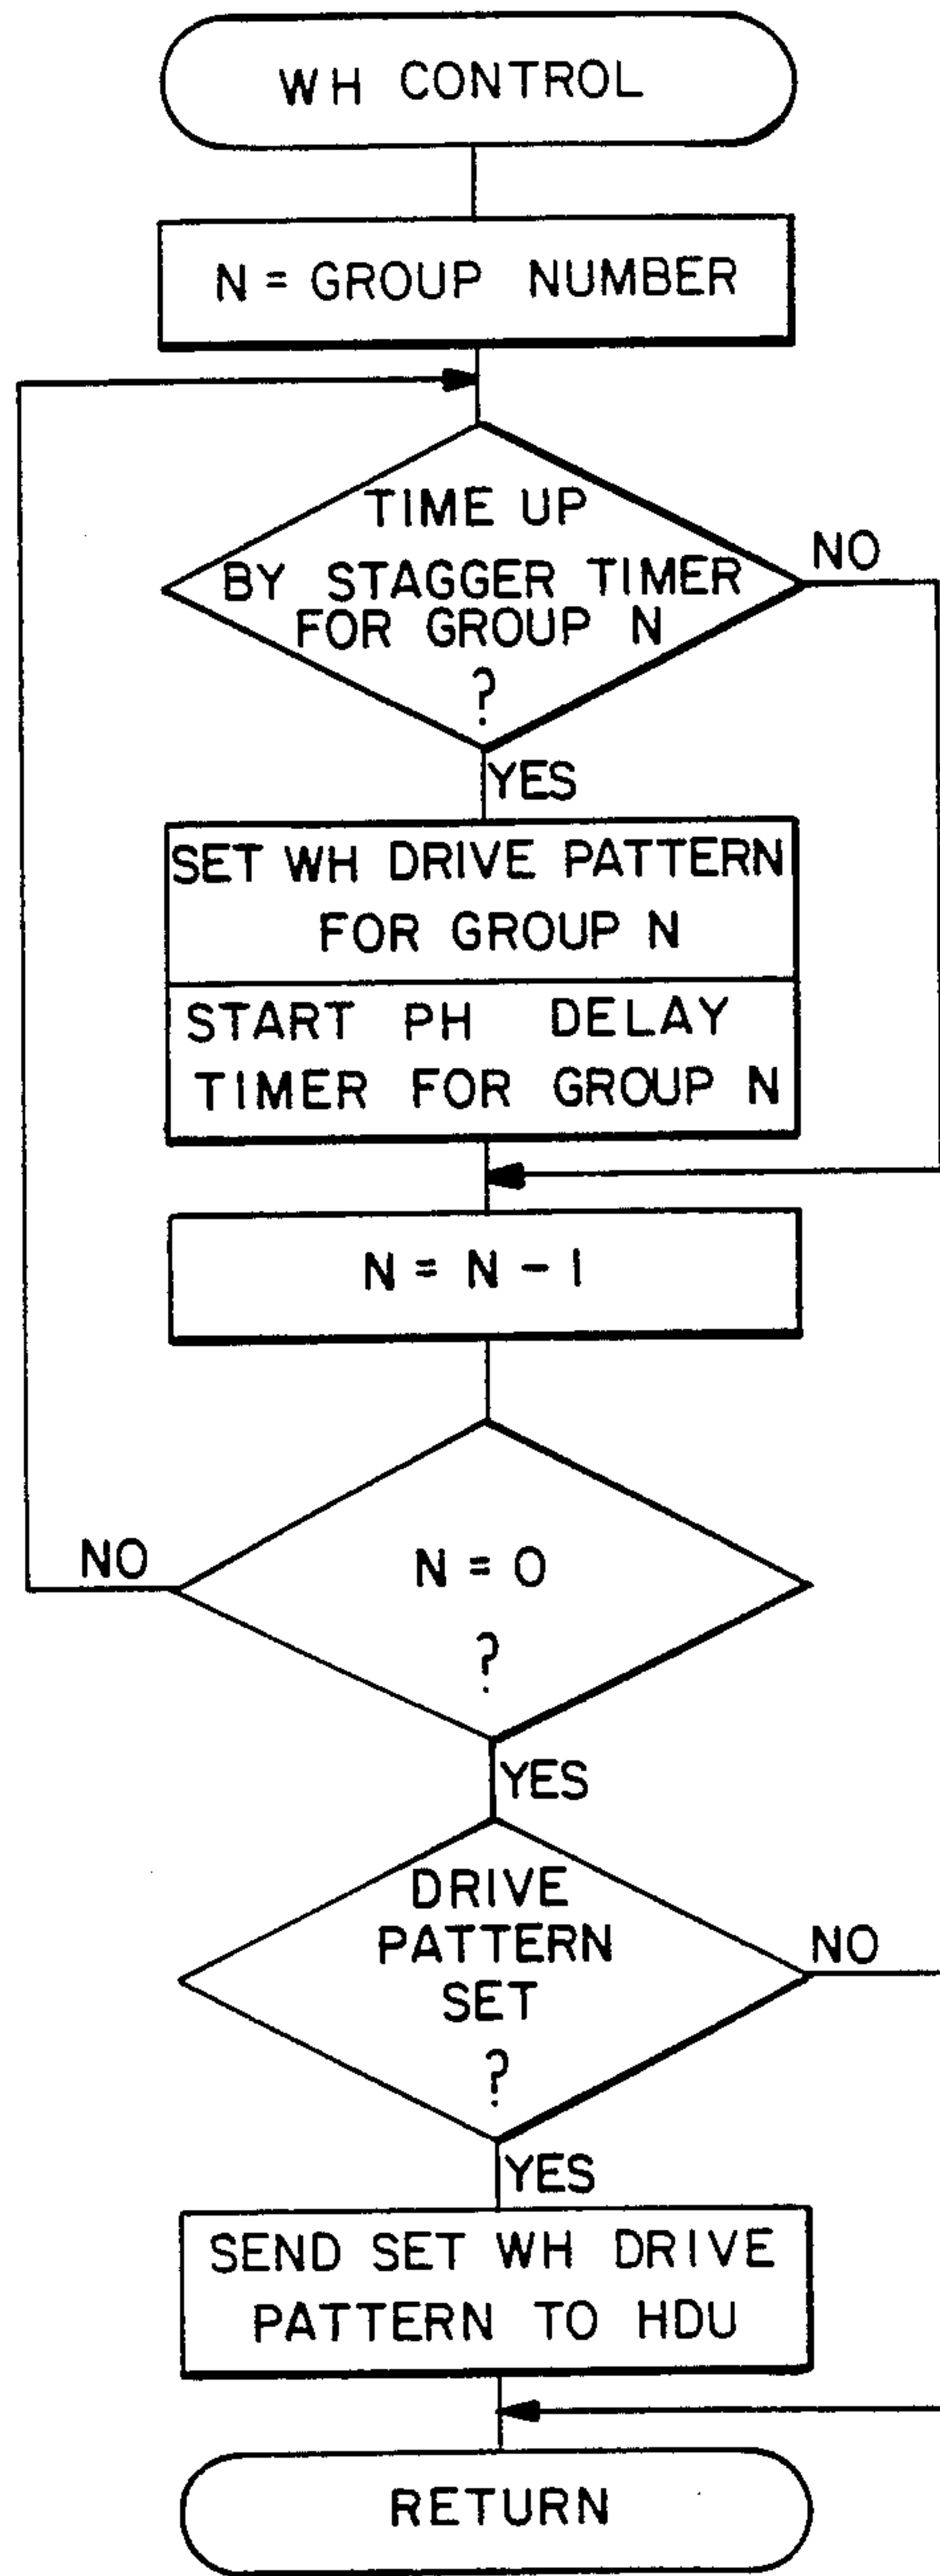 WH CONTROL
N = GROUP NUMBER
TIME UP
BY STAGGER TIMER
FOR GROUP N
?
NO
YES
SET WH DRIVE PATTERN
FOR GROUP N
START PH DELAY
TIMER FOR GROUP N
N = N - 1
N = 0
?
NO
YES
DRIVE
PATTERN
SET
?
NO
YES
SEND SET WH DRIVE
PATTERN TO HDU
RETURN